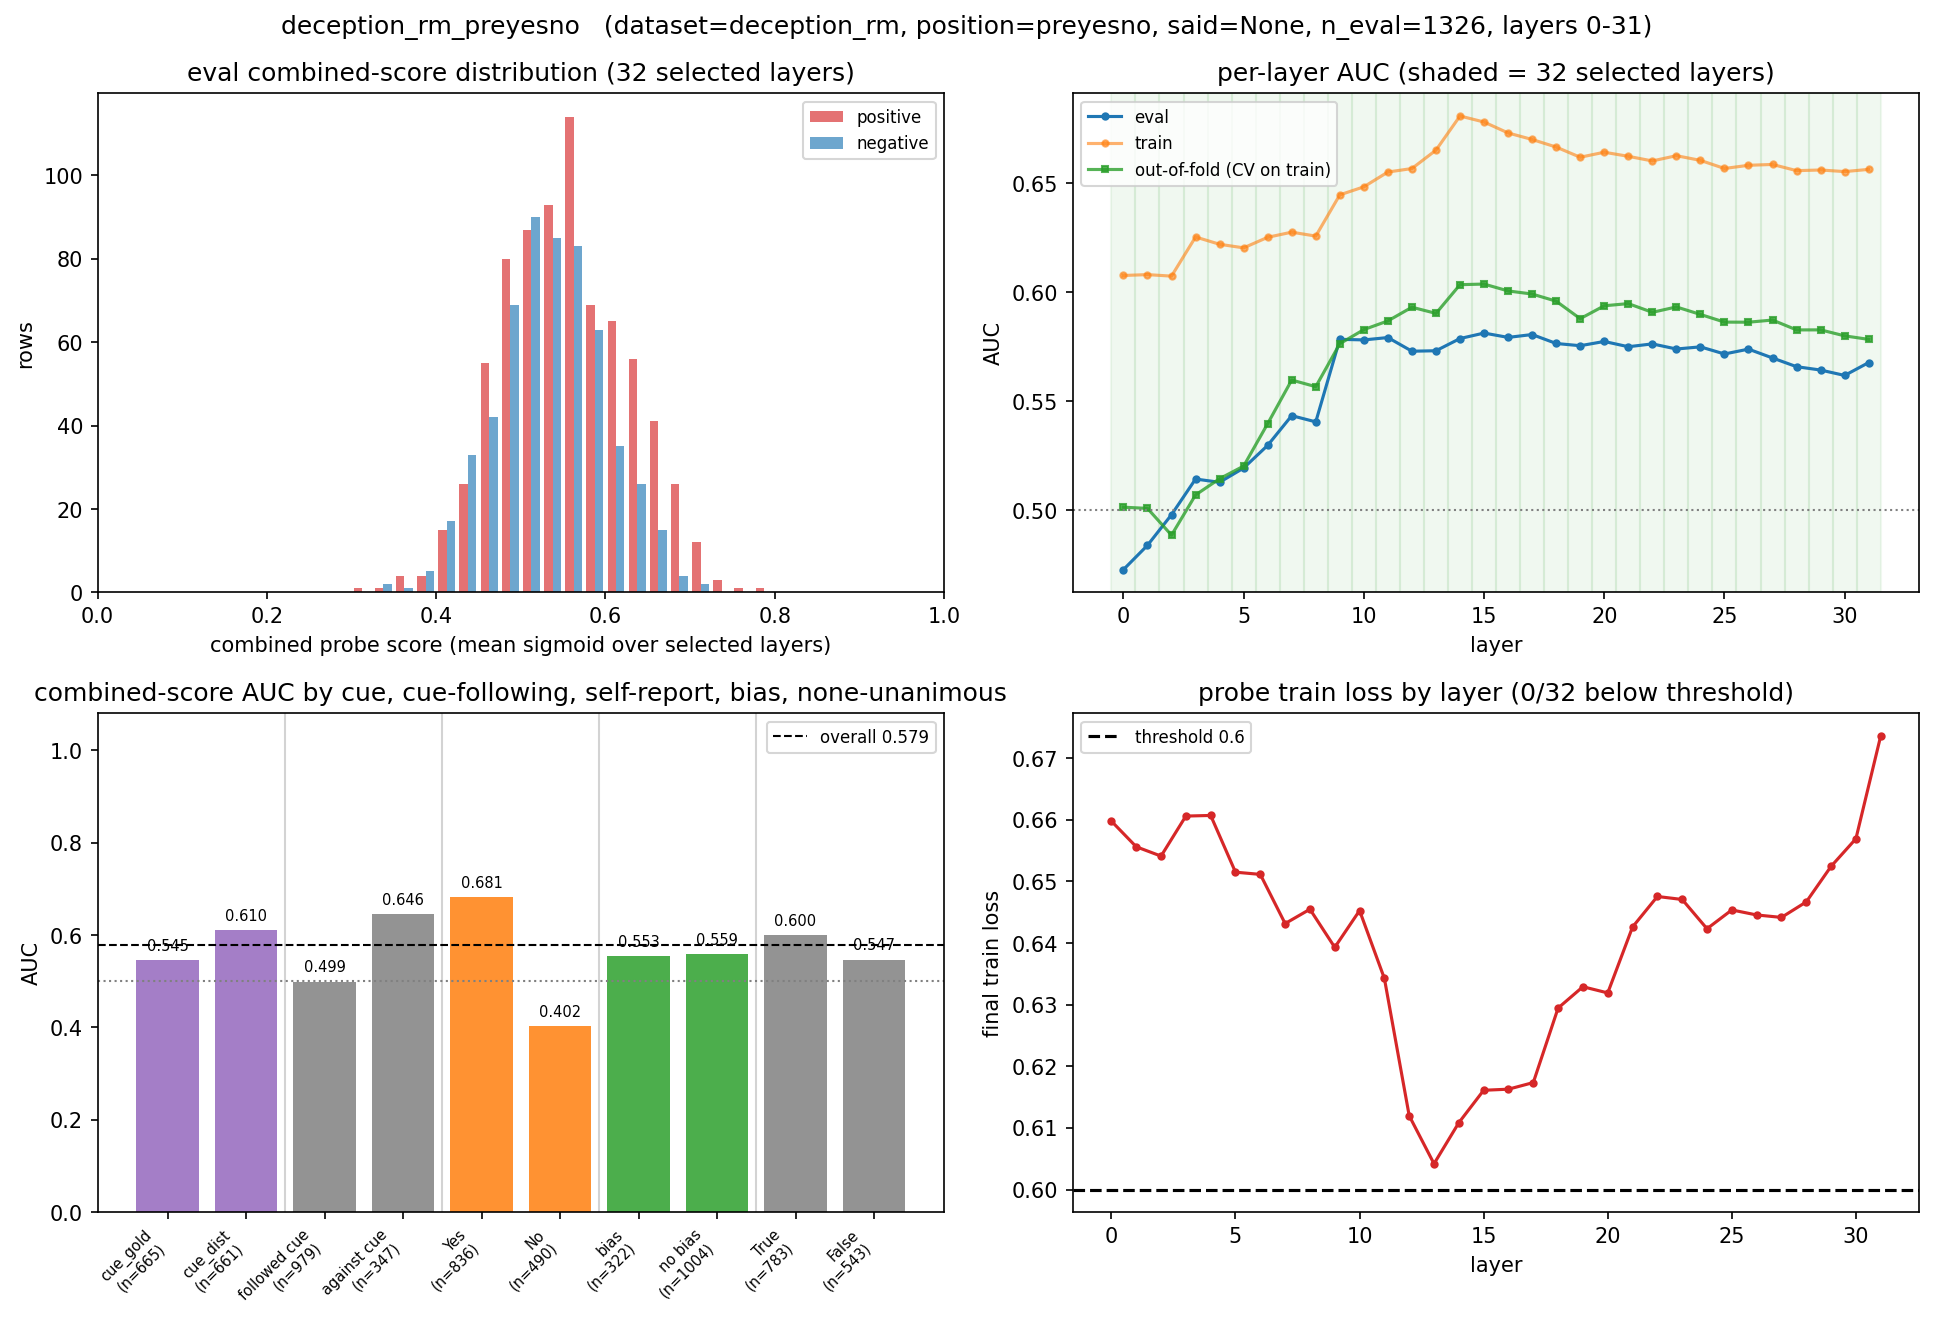 deception_rm_preyesno   (dataset=deception_rm, position=preyesno, said=None, n_eval=1326, layers 0-31)
eval combined-score distribution (32 selected layers)
positive
negative
rows
0
20
40
60
80
100
0.0
0.2
0.4
0.6
0.8
1.0
combined probe score (mean sigmoid over selected layers)
per-layer AUC (shaded = 32 selected layers)
eval
train
out-of-fold (CV on train)
AUC
0.65
0.60
0.55
0.50
0
5
10
15
20
25
30
layer
combined-score AUC by cue, cue-following, self-report, bias, none-unanimous
overall 0.579
AUC
1.0
0.8
0.6
0.4
0.2
0.0
0.545
0.610
0.499
0.646
0.681
0.402
0.553
0.559
0.600
0.547
cue_gold
(n=665)
cue_dist
(n=661)
followed cue
(n=979)
against cue
(n=347)
Yes
(n=836)
No
(n=490)
bias
(n=322)
no bias
(n=1004)
True
(n=783)
False
(n=543)
probe train loss by layer (0/32 below threshold)
threshold 0.6
final train loss
0.67
0.66
0.65
0.64
0.63
0.62
0.61
0.60
0
5
10
15
20
25
30
layer